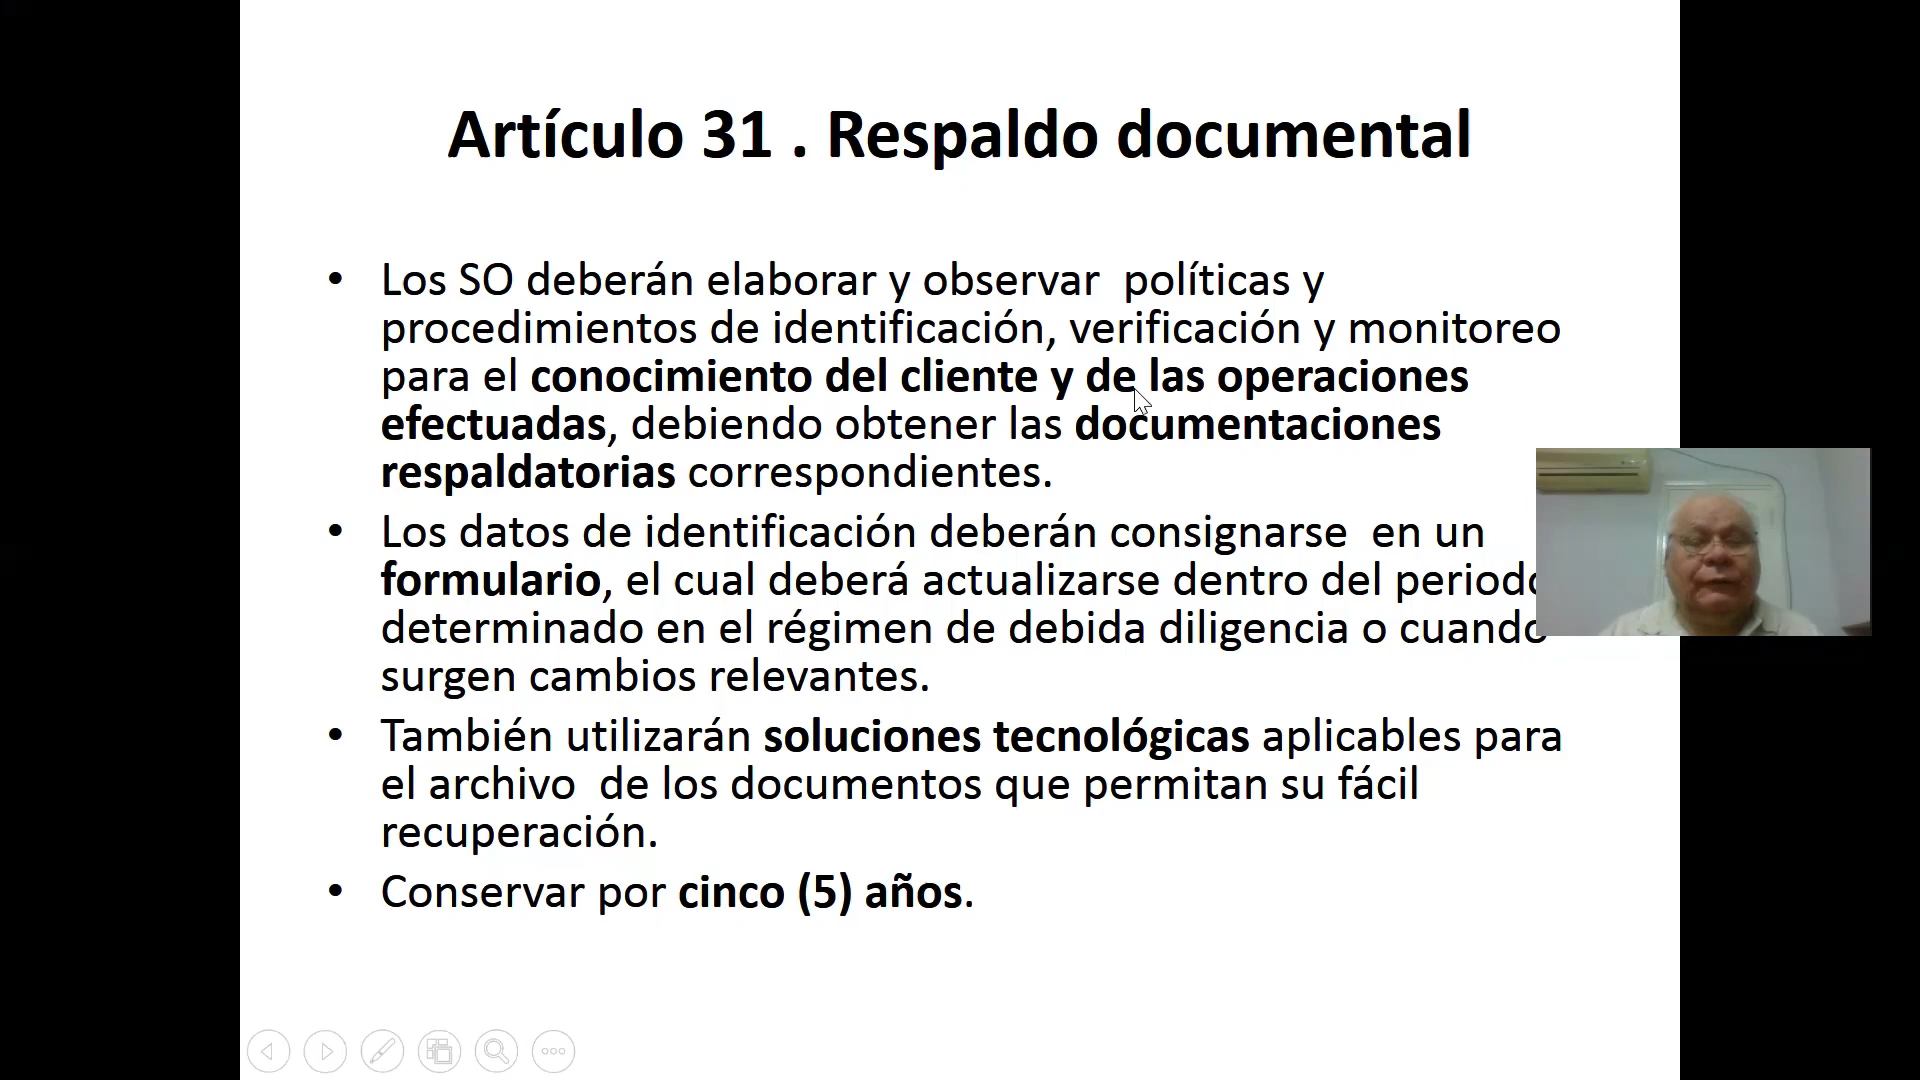 Artículo 31 . Respaldo documental
• Los SO deberán elaborar y observar  políticas y
procedimientos de identificación, verificación y monitoreo
para el conocimiento del cliente y de las operaciones
efectuadas, debiendo obtener las documentaciones
respaldatorias correspondientes.
• Los datos de identificación deberán consignarse  en un
formulario, el cual deberá actualizarse dentro del periodo
determinado en el régimen de debida diligencia o cuando
surgen cambios relevantes.
• También utilizarán soluciones tecnológicas aplicables para
el archivo  de los documentos que permitan su fácil
recuperación.
• Conservar por cinco (5) años.